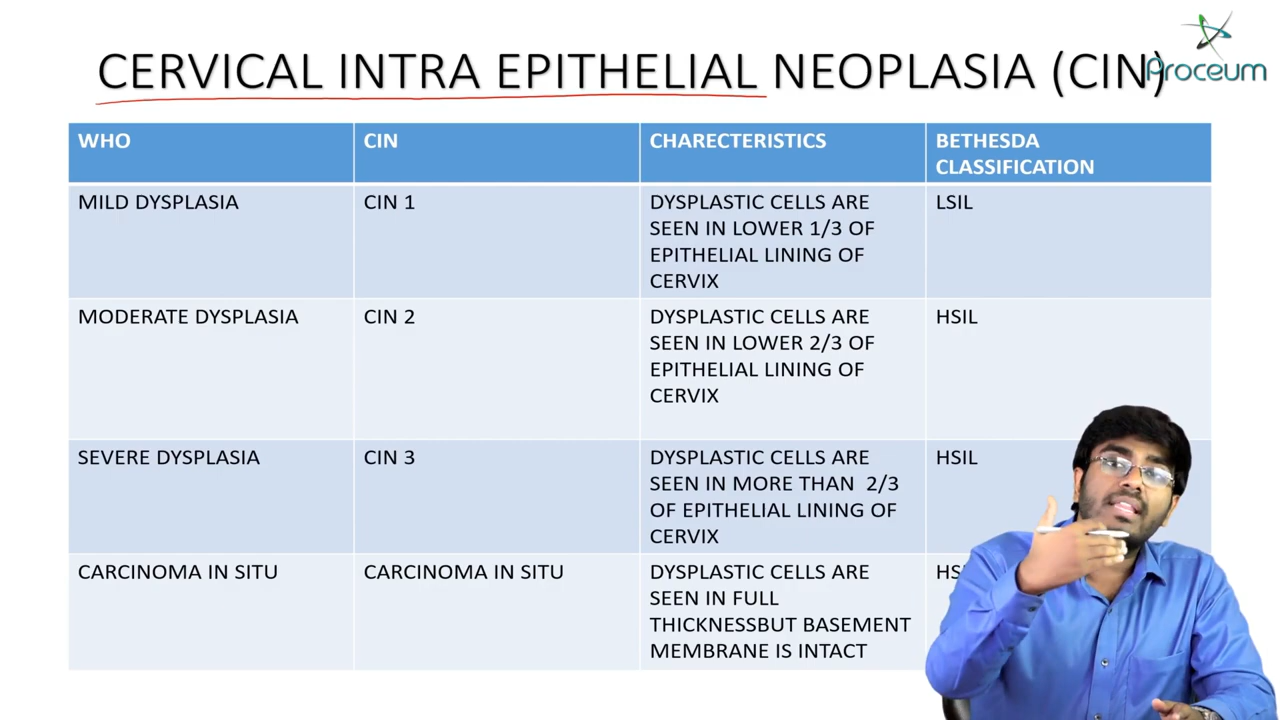 CERVICAL INTRA EPITHELIAL NEOPLASIA (CIN)
Proceum
WHO
CIN
CHARECTERISTICS
BETHESDA
CLASSIFICATION
MILD DYSPLASIA
CIN 1
DYSPLASTIC CELLS ARE
SEEN IN LOWER 1/3 OF
EPITHELIAL LINING OF
CERVIX
LSIL
MODERATE DYSPLASIA
CIN 2
DYSPLASTIC CELLS ARE
SEEN IN LOWER 2/3 OF
EPITHELIAL LINING OF
CERVIX
HSIL
SEVERE DYSPLASIA
CIN 3
DYSPLASTIC CELLS ARE
SEEN IN MORE THAN 2/3
OF EPITHELIAL LINING OF
CERVIX
HSIL
CARCINOMA IN SITU
CARCINOMA IN SITU
DYSPLASTIC CELLS ARE
SEEN IN FULL
THICKNESSBUT BASEMENT
MEMBRANE IS INTACT